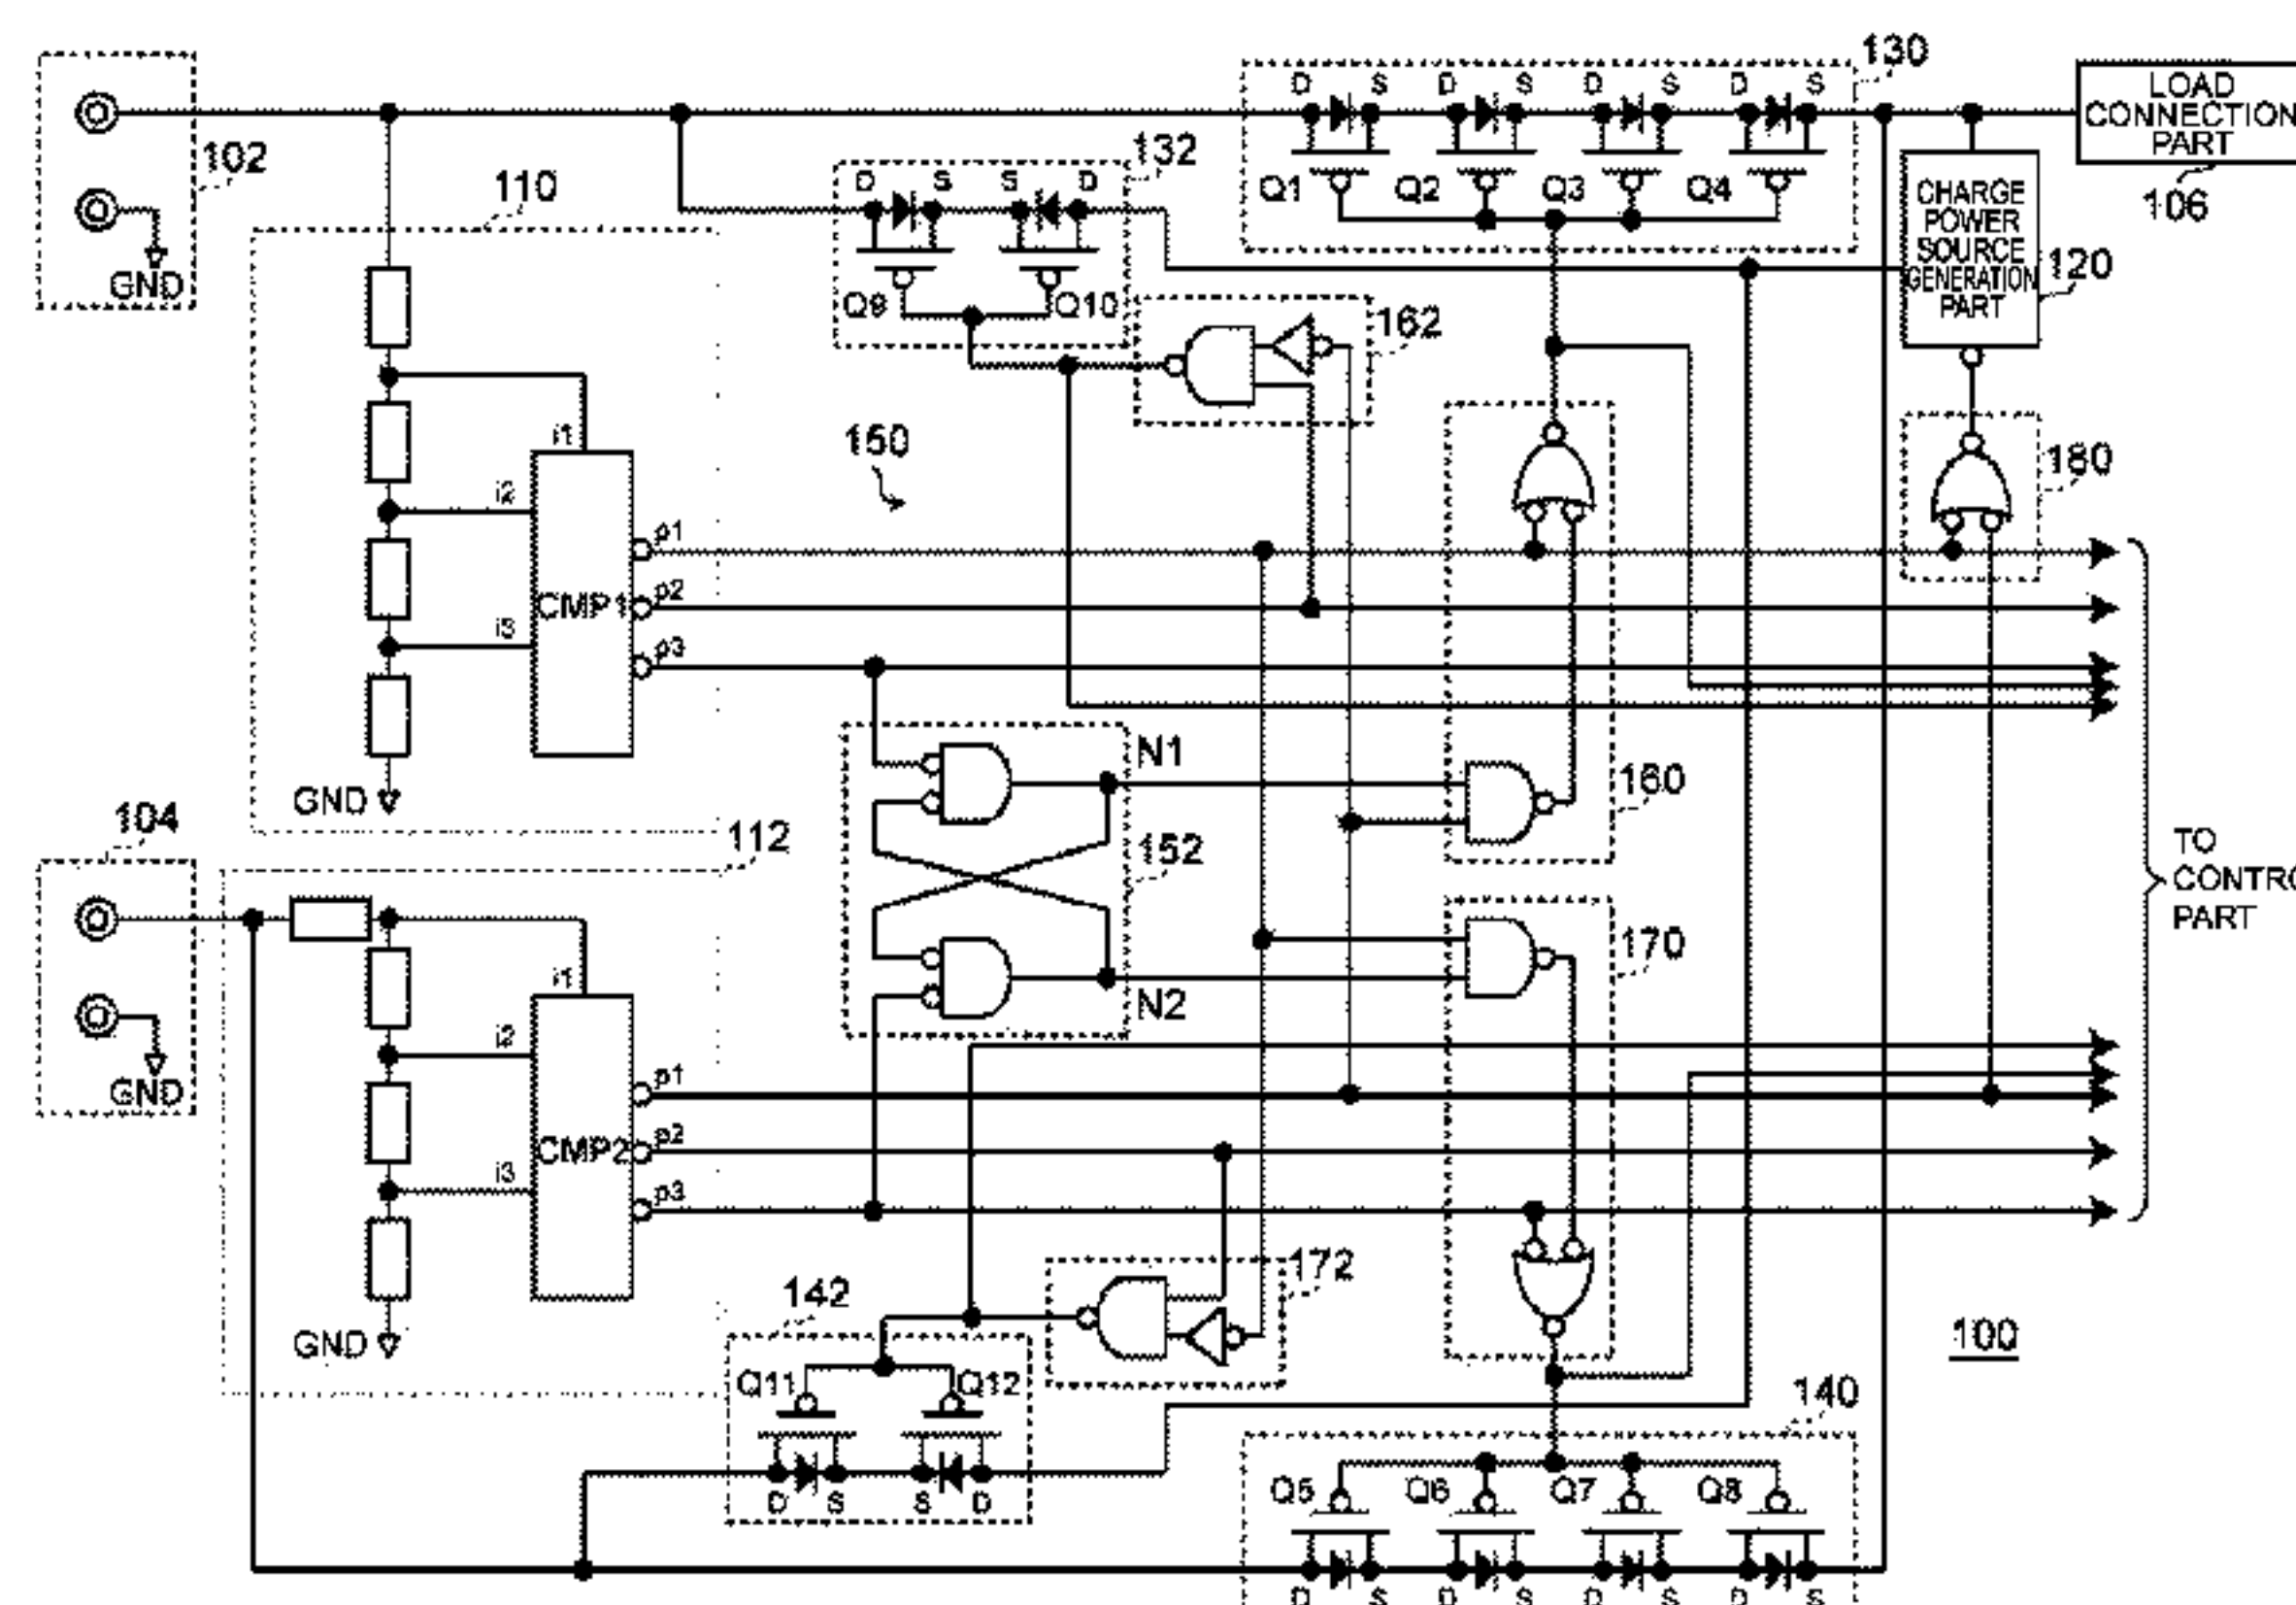 130
D S D S D S D S
LOAD
CONNECTION
PART
106
102
GND
110
132
D S S D
Q1 Q2 Q3 Q4
CHARGE
POWER
SOURCE
GENERATION
PART
120
Q9 Q10
162
i1
150
180
i2
p1
CMP1
p2
i3
p3
N1
160
GND
104
112
152
TO
CONTRO
PART
170
i1
N2
GND
i2
p1
CMP2
p2
i3
p3
142
172
GND
100
Q11 Q12
140
Q5 Q6 Q7 Q8
D S S D
D S D S D S D S